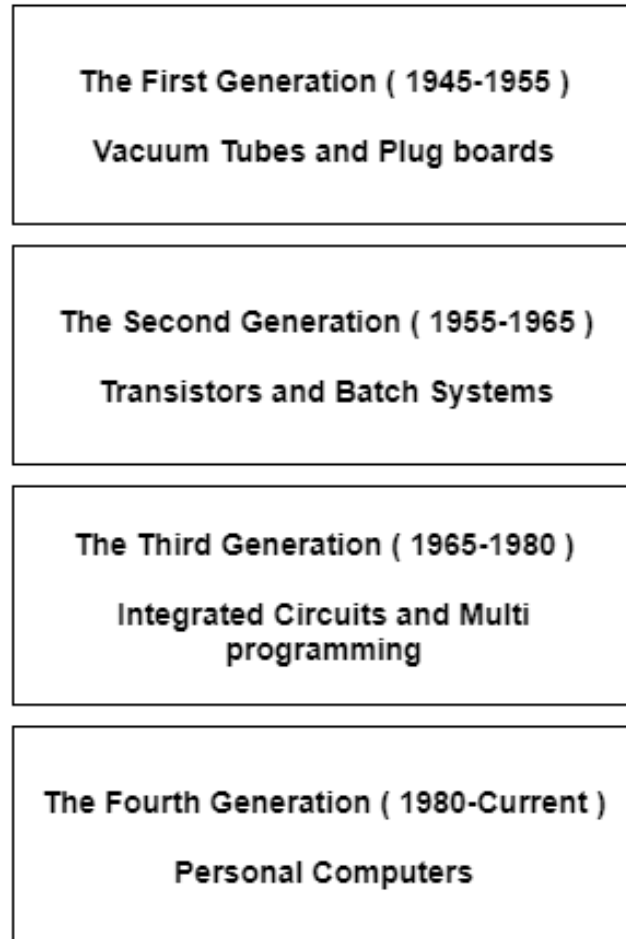 The First Generation ( 1945-1955 )
Vacuum Tubes and Plug boards
The Second Generation ( 1955-1965 )
Transistors and Batch Systems
The Third Generation ( 1965-1980 )
Integrated Circuits and Multi
programming
The Fourth Generation ( 1980-Current )
Personal Computers